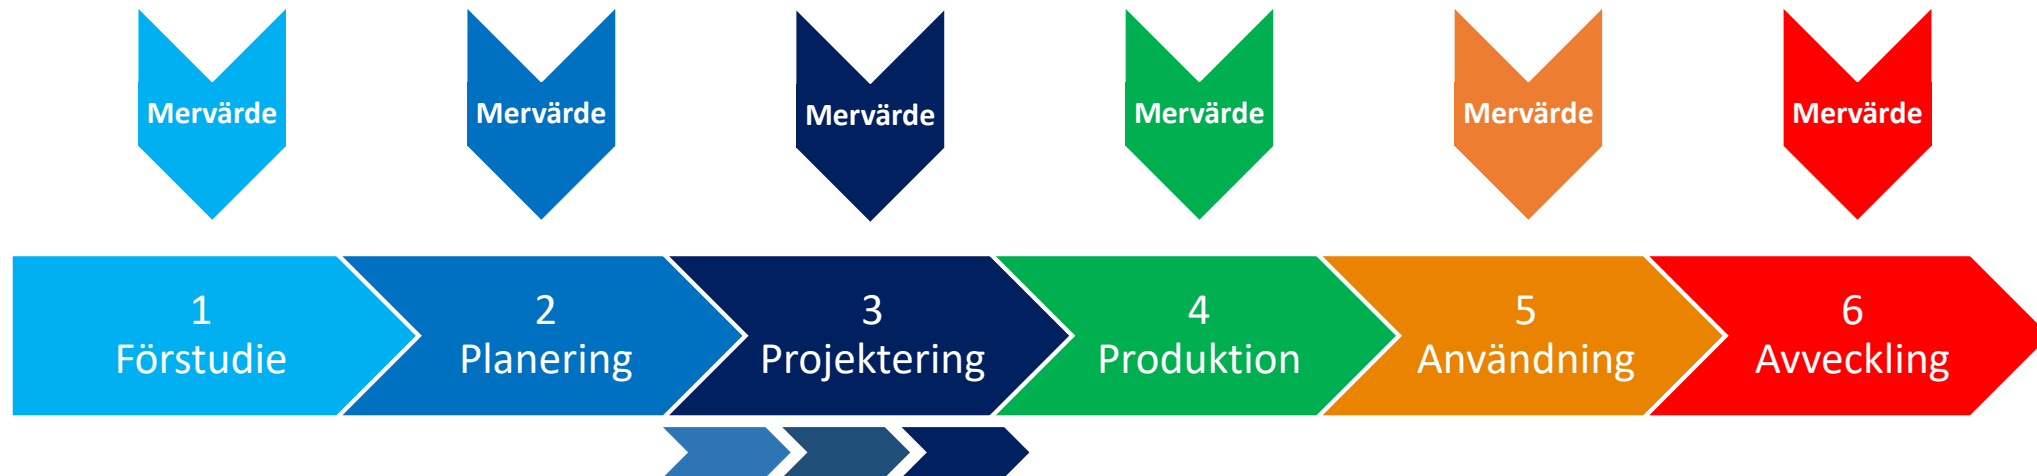 Mervärde
Mervärde
Mervärde
Mervärde
Mervärde
Mervärde
1
Förstudie
2
Planering
3
Projektering
4
Produktion
5
Användning
6
Avveckling